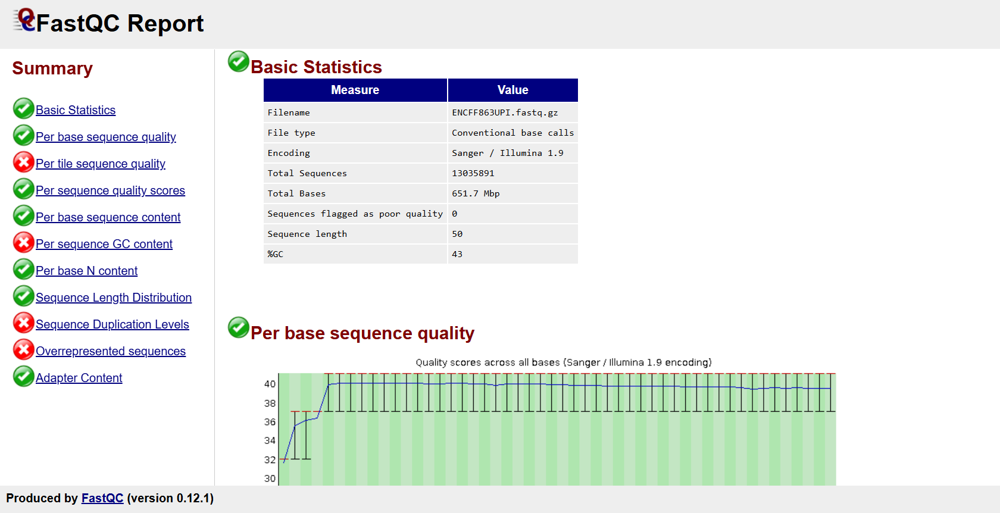 FastQC Report
Summary
Basic Statistics
Per base sequence quality
Per tile sequence quality
Per sequence quality scores
Per base sequence content
Per sequence GC content
Per base N content
Sequence Length Distribution
Sequence Duplication Levels
Overrepresented sequences
Adapter Content
Basic Statistics
Measure Value
Filename ENCFF863UPI.fastq.gz
File type Conventional base calls
Encoding Sanger / Illumina 1.9
Total Sequences 13035891
Total Bases 651.7 Mbp
Sequences flagged as poor quality 0
Sequence length 50
%GC 43
Per base sequence quality
Quality scores across all bases (Sanger / Illumina 1.9 encoding)
40
38
36
34
32
30
Produced by FastQC (version 0.12.1)